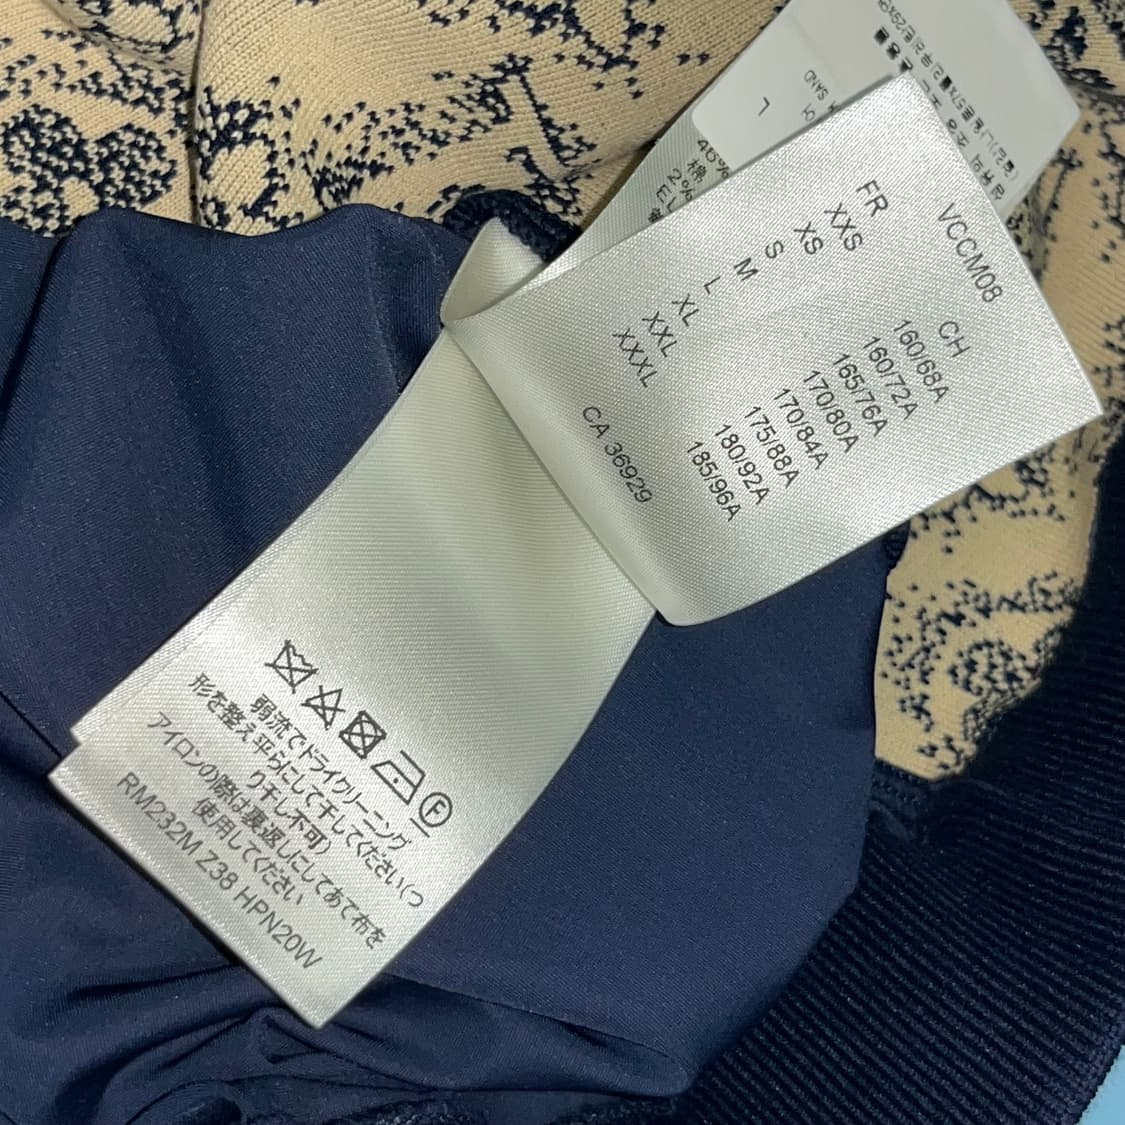 VCCM08
FR CH
XXS 160/68A
XS 160/72A
S 165/76A
M 170/80A
L 170/84A
XL 175/88A
XXL 180/92A
XXXL 185/96A
CA 36929
L
SAND
46%
2%
F
弱流でドライクリーニング
形を整え平らにして干してください(つ
り干し不可)
アイロンの際は裏返しにしてあて布を
使用してください
RM232M Z38 HPN20W